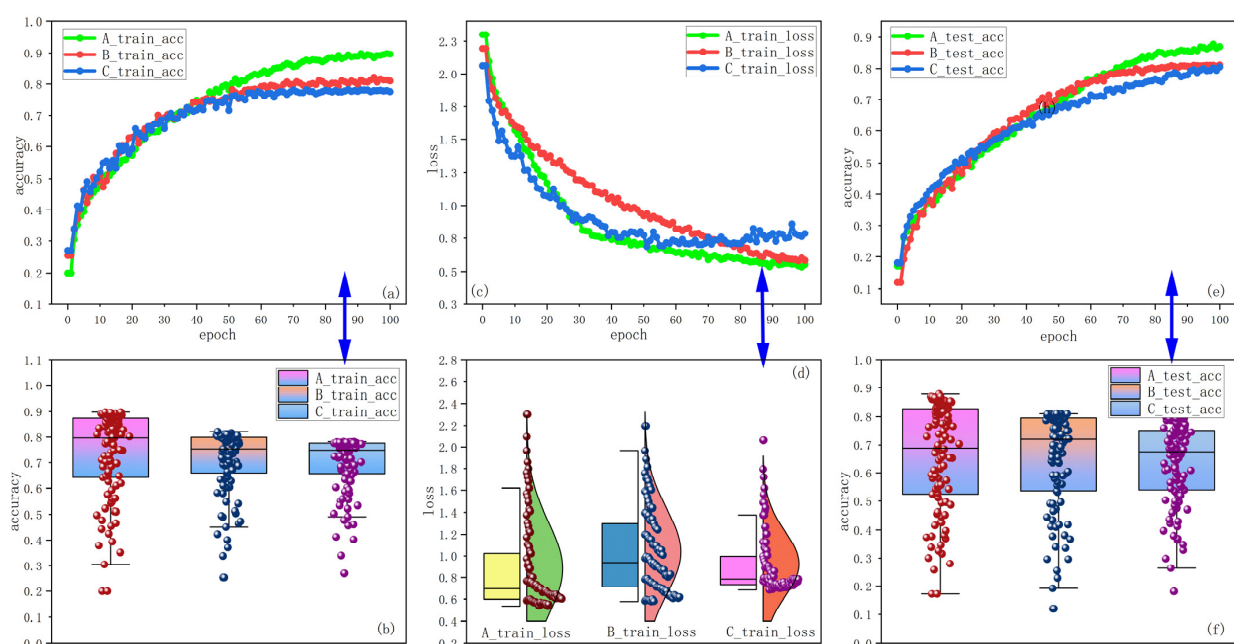 1.0
0.9
0.8
0.7
0.6
0.5
0.4
0.3
0.2
0.1
accuracy
A_train_acc
B_train_acc
C_train_acc
(a)
0 10 20 30 40 50 60 70 80 90 100
epoch
2.3
2.0
1.8
1.5
1.3
1.0
0.8
0.5
0.3
loss
A_train_loss
B_train_loss
C_train_loss
(c)
0 10 20 30 40 50 60 70 80 90 100
epoch
0.9
0.8
0.7
0.6
0.5
0.4
0.3
0.2
0.1
accuracy
A_test_acc
B_test_acc
C_test_acc
(h)
(e)
0 10 20 30 40 50 60 70 80 90 100
epoch
1.1
1.0
0.9
0.8
0.7
0.6
0.5
0.4
0.3
0.2
0.1
0.0
accuracy
A_train_acc
B_train_acc
C_train_acc
(b)
2.8
2.6
2.4
2.2
2.0
1.8
1.6
1.4
1.2
1.0
0.8
0.6
0.4
0.2
loss
(d)
A_train_loss B_train_loss C_train_loss
1.0
0.9
0.8
0.7
0.6
0.5
0.4
0.3
0.2
0.1
0.0
accuracy
A_test_acc
B_test_acc
C_test_acc
(f)